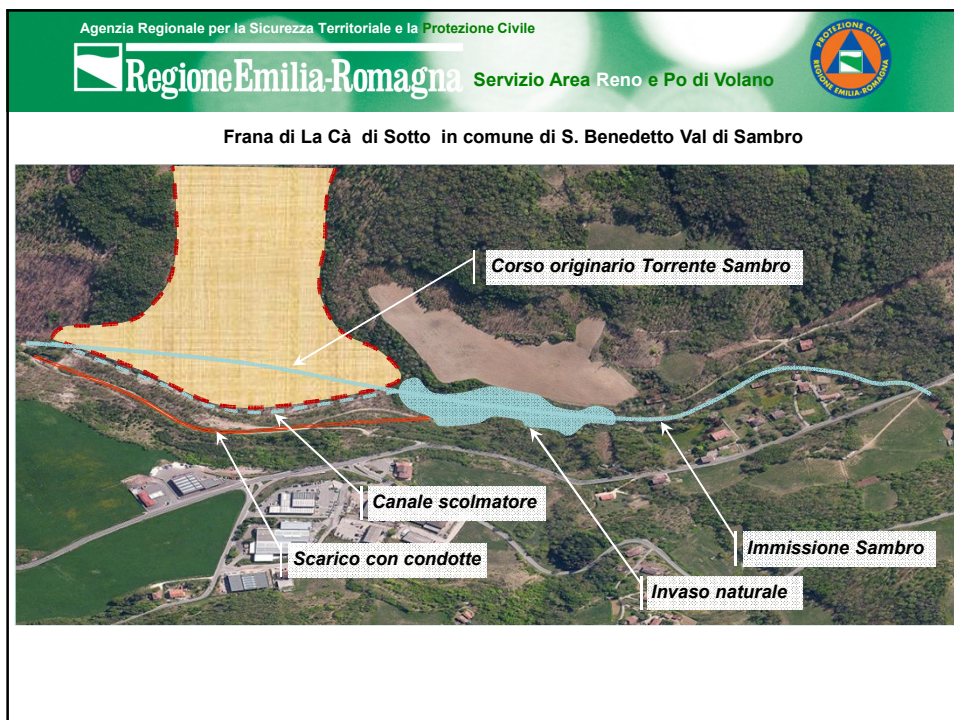 Agenzia Regionale per la Sicurezza Territoriale e la Protezione Civile
RegioneEmilia-Romagna Servizio Area Reno e Po di Volano
PROTEZIONE CIVILE
REGIONE EMILIA-ROMAGNA
Frana di La Cà di Sotto in comune di S. Benedetto Val di Sambro
Corso originario Torrente Sambro
Canale scolmatore
Scarico con condotte
Immissione Sambro
Invaso naturale